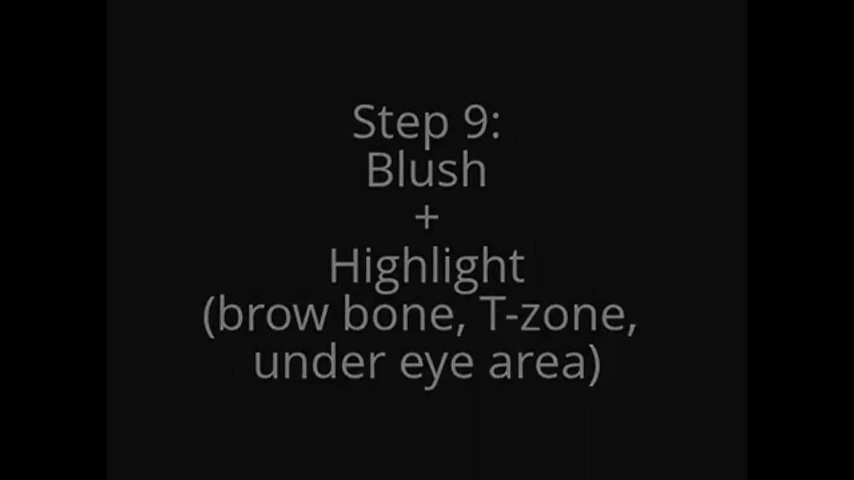 Step 9:
Blush
+
Highlight
(brow bone, T-zone,
under eye area)